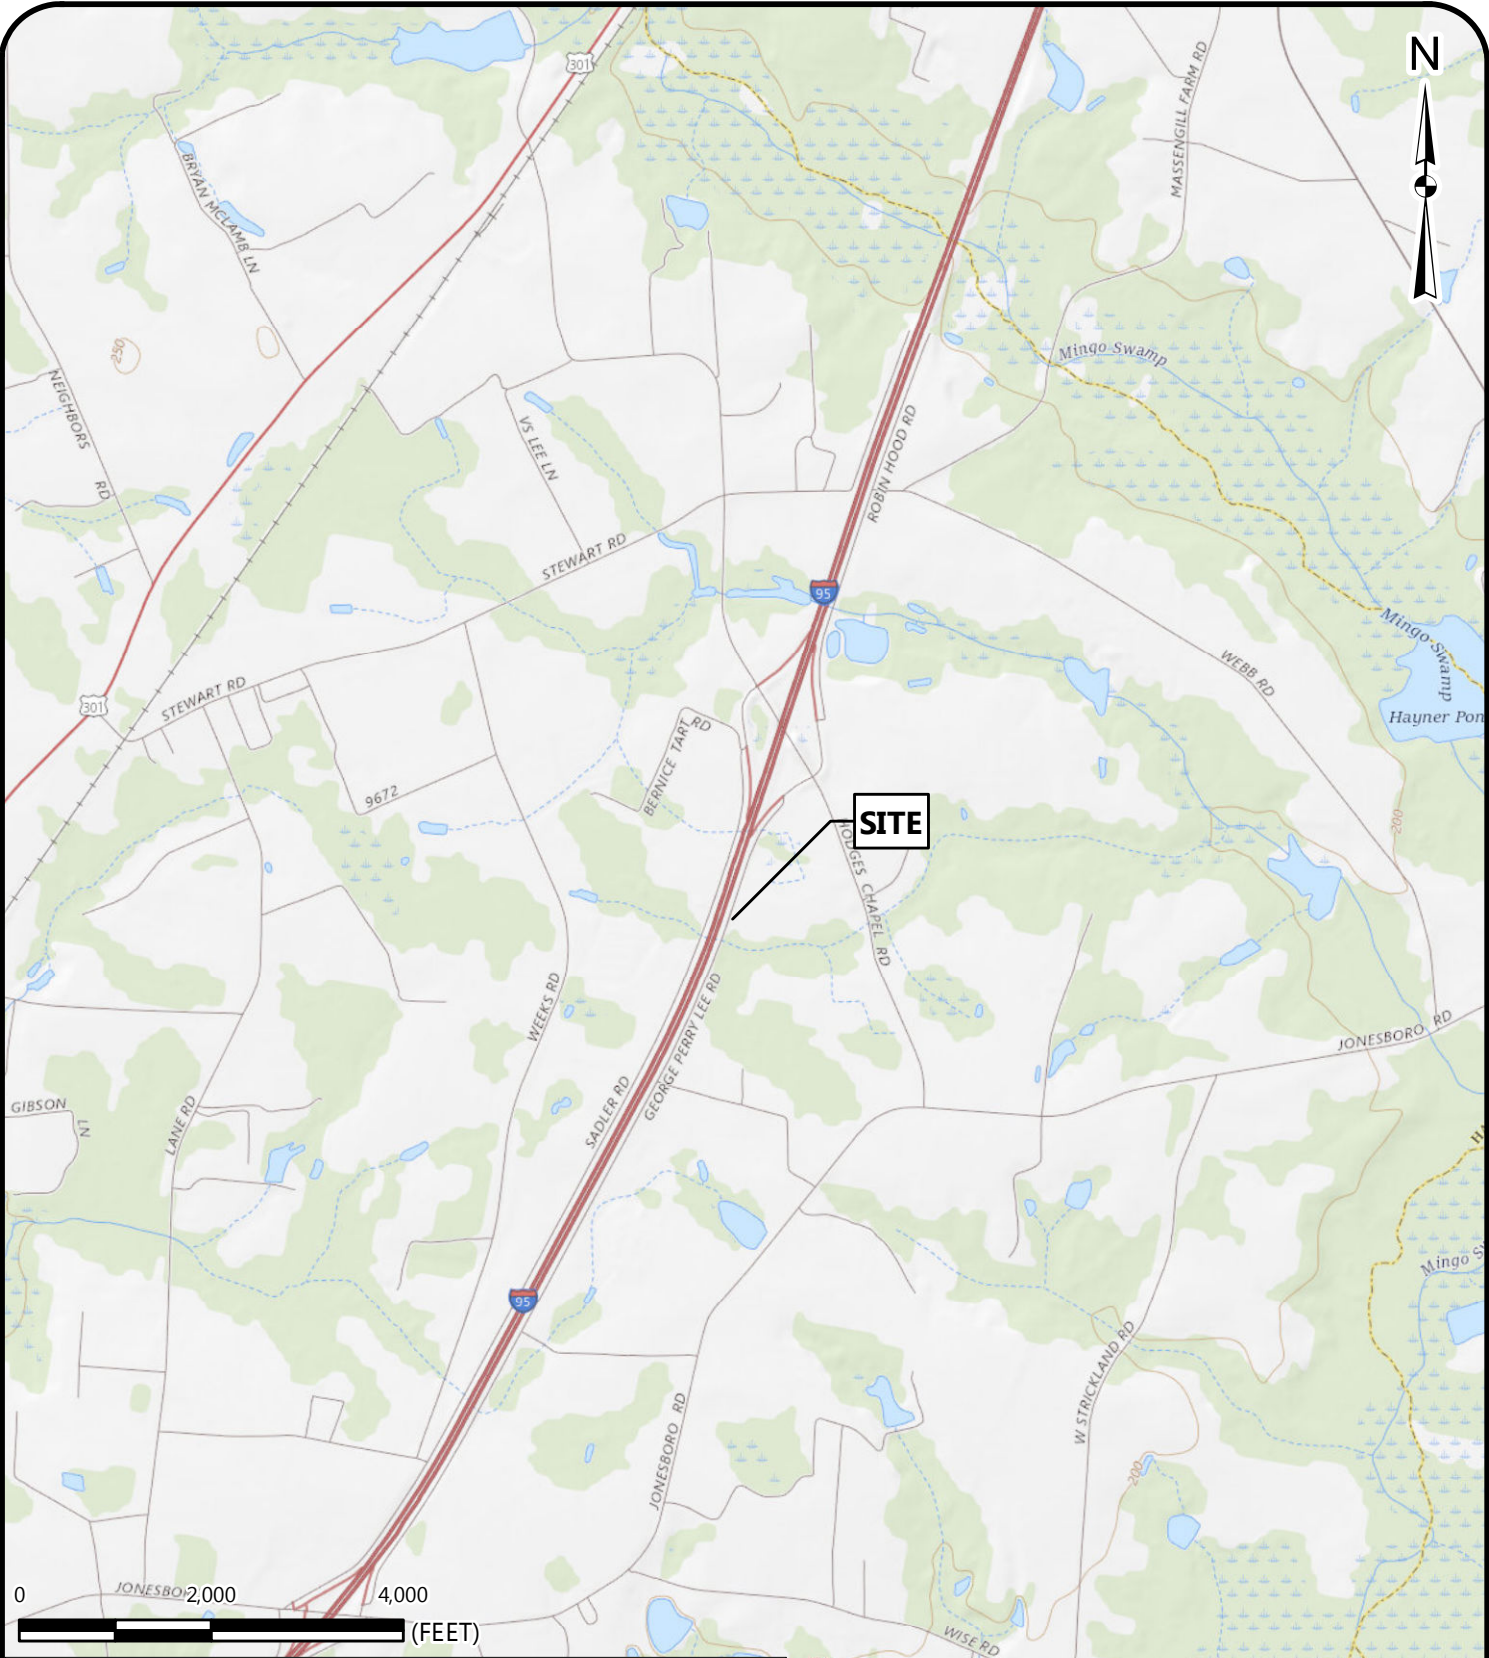 N
301
MASSENGILL FARM RD
BRYAN MCLAMB LN
250
Mingo Swamp
NEIGHBORS RD
VS LEE LN
ROBIN HOOD RD
STEWART RD
95
Mingo Swamp
WEBB RD
STEWART RD
301
Hayner Pon
BERNICE TART RD
9672
200
SITE
HODGES CHAPEL RD
WEEKS RD
GEORGE PERRY LEE RD
JONESBORO RD
SADLER RD
GIBSON LN
LANE RD
HA
Mingo S
95
W STRICKLAND RD
JONESBORO RD
200
JONESBO
0 2,000 4,000
(FEET)
WISE RD